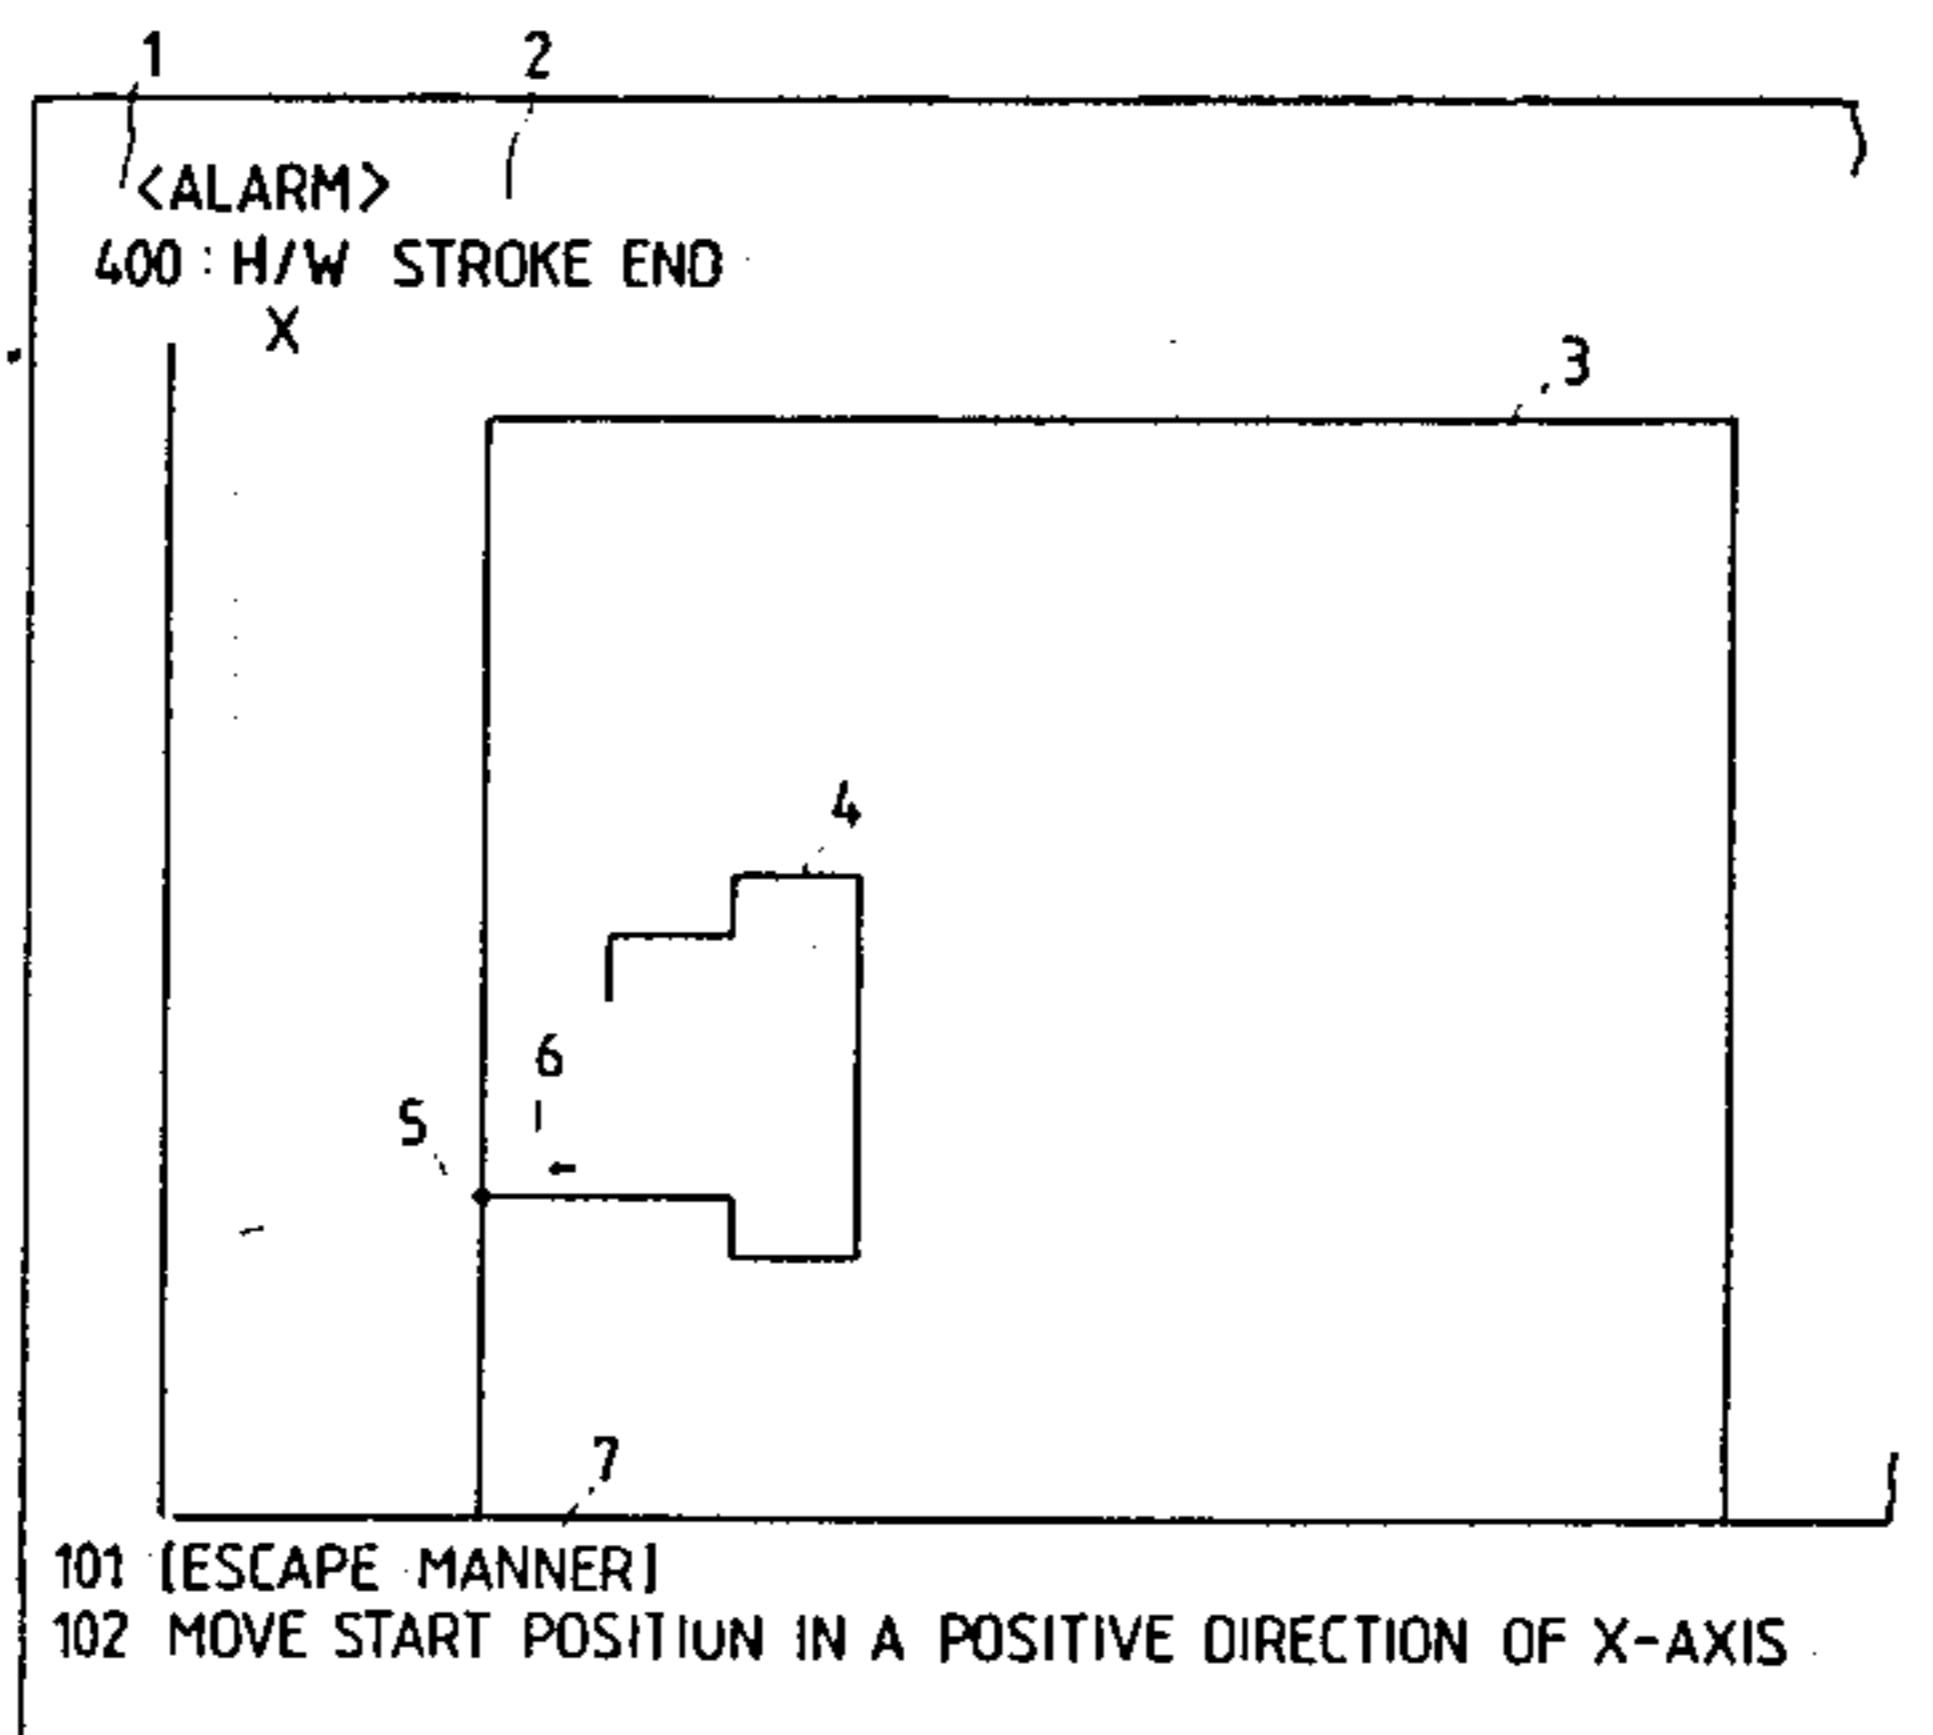 1
2
<ALARM>
400 : H/W STROKE END
X
3
4
6
5
7
101 [ESCAPE MANNER]
102 MOVE START POSITIUN IN A POSITIVE DIRECTION OF X-AXIS